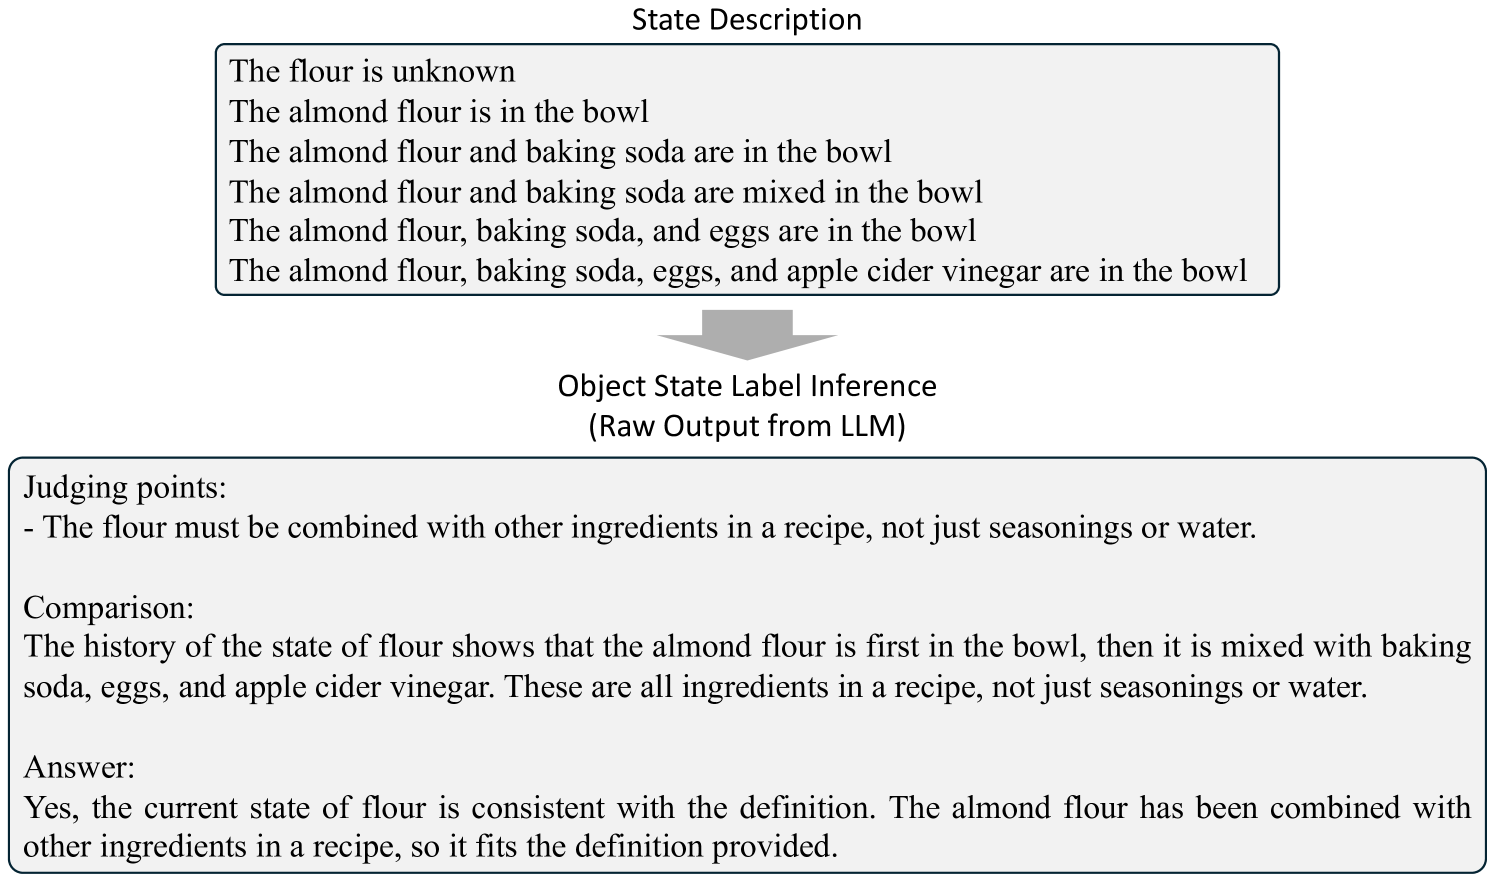 State Description
The flour is unknown
The almond flour is in the bowl
The almond flour and baking soda are in the bowl
The almond flour and baking soda are mixed in the bowl
The almond flour, baking soda, and eggs are in the bowl
The almond flour, baking soda, eggs, and apple cider vinegar are in the bowl
Object State Label Inference
(Raw Output from LLM)
Judging points:
- The flour must be combined with other ingredients in a recipe, not just seasonings or water.
Comparison:
The history of the state of flour shows that the almond flour is first in the bowl, then it is mixed with baking
soda, eggs, and apple cider vinegar. These are all ingredients in a recipe, not just seasonings or water.
Answer:
Yes, the current state of flour is consistent with the definition. The almond flour has been combined with
other ingredients in a recipe, so it fits the definition provided.